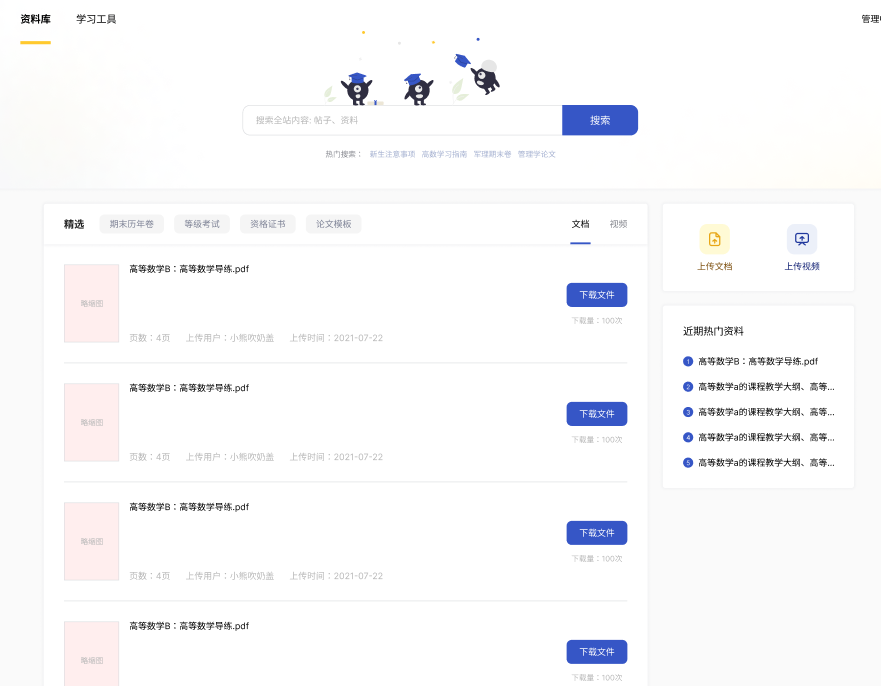 资料库 学习工具 管理
搜索全站内容: 帖子、资料 搜索
热门搜索： 新生注意事项 高数学习指南 军理期末卷 管理学论文
精选 期末历年卷 等级考试 资格证书 论文模板 文档 视频
高等数学B：高等数学导练.pdf
略缩图
下载文件
下载量：100次
页数：4页 上传用户：小熊吹奶盖 上传时间：2021-07-22
高等数学B：高等数学导练.pdf
略缩图
下载文件
下载量：100次
页数：4页 上传用户：小熊吹奶盖 上传时间：2021-07-22
高等数学B：高等数学导练.pdf
略缩图
下载文件
下载量：100次
页数：4页 上传用户：小熊吹奶盖 上传时间：2021-07-22
高等数学B：高等数学导练.pdf
略缩图
下载文件
下载量：100次
上传文档 上传视频
近期热门资料
1 高等数学B：高等数学导练.pdf
2 高等数学a的课程教学大纲、高等...
3 高等数学a的课程教学大纲、高等...
4 高等数学a的课程教学大纲、高等...
5 高等数学a的课程教学大纲、高等...